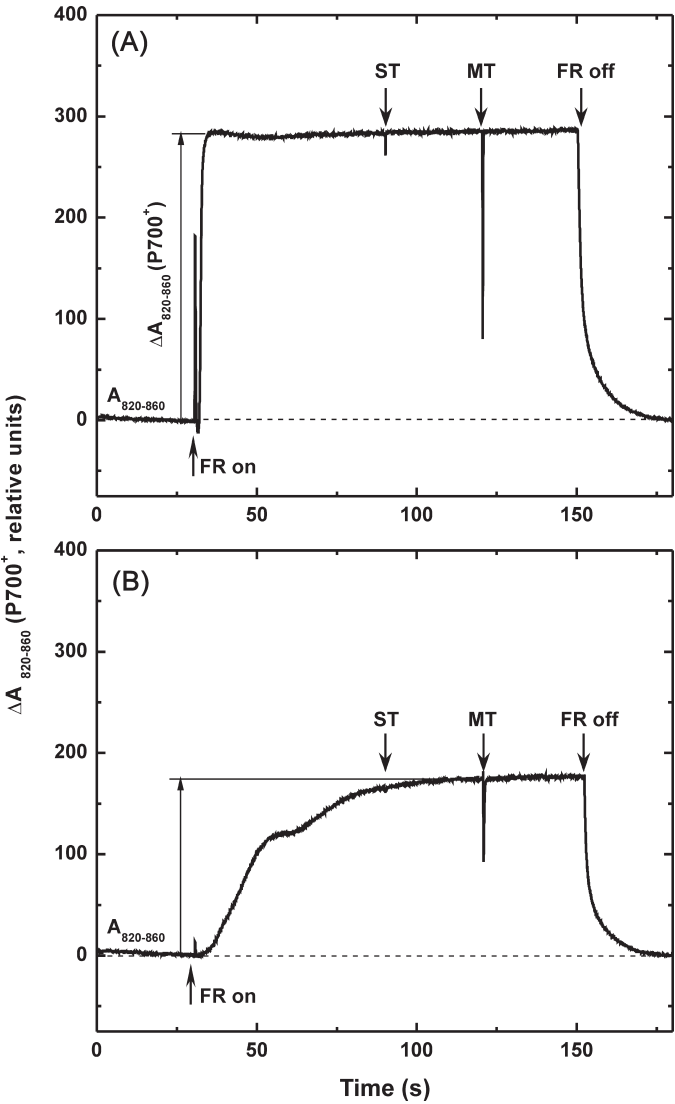 400
(A)
ST MT FR off
300
200
ΔA820-860 (P700+)
100
A820-860
0
FR on
0 50 100 150
ΔA 820-860 (P700+, relative units)
400
(B)
300
ST MT FR off
200
100
A820-860
0
FR on
0 50 100 150
Time (s)